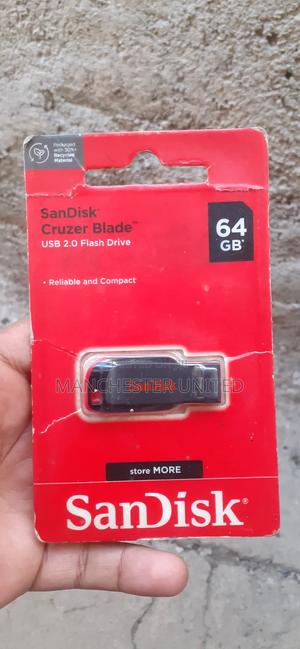 Packaged
with 30%+
Recycled
Material
SanDisk®
Cruzer Blade™
USB 2.0 Flash Drive
64
GB*
• Reliable and Compact
MANCHESTER UNITED
SanDisk
store MORE
SanDisk®